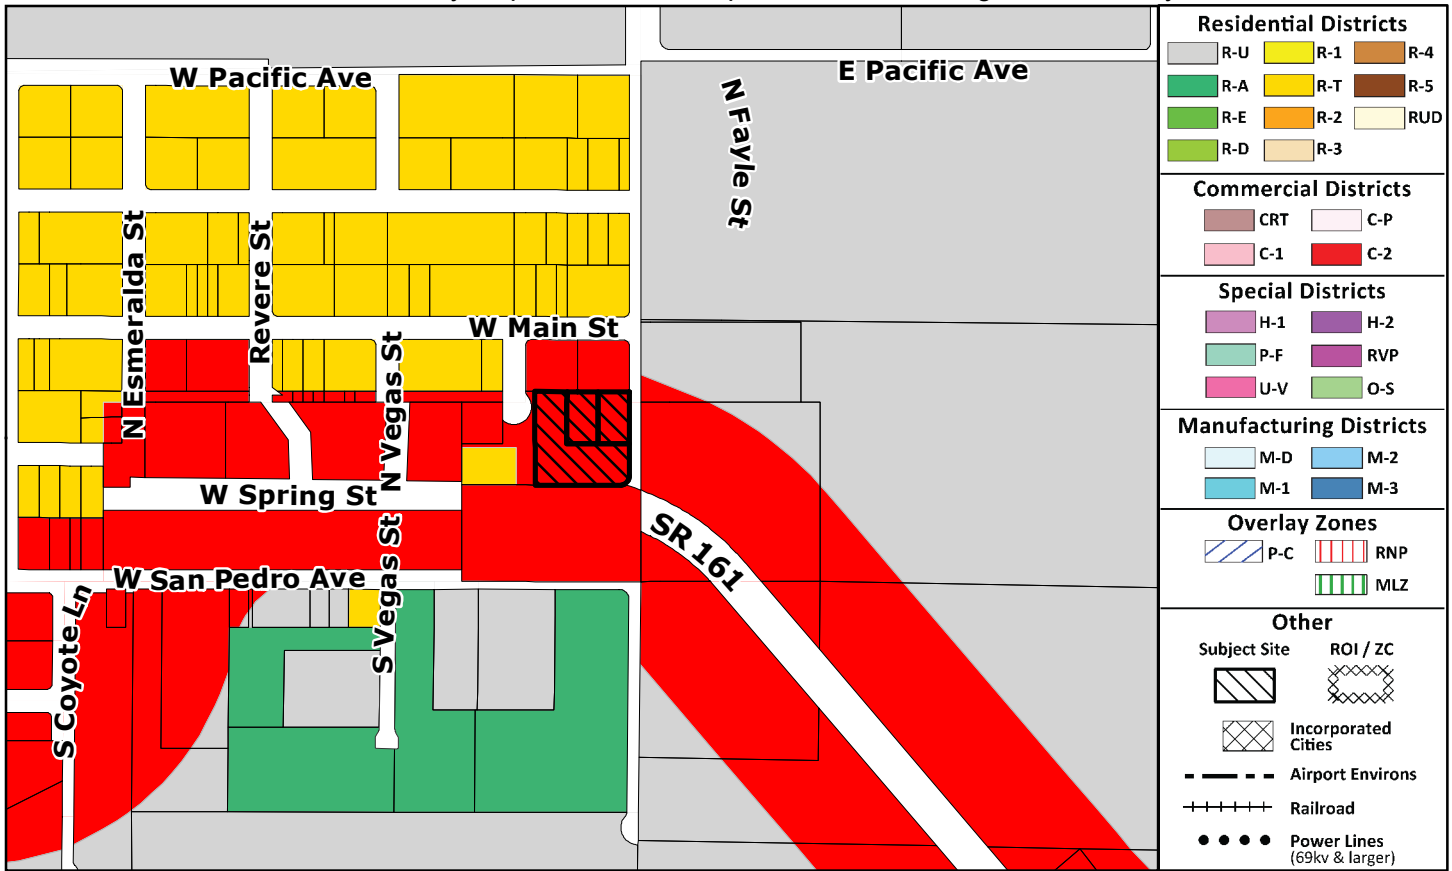 W Pacific Ave
E Pacific Ave
N Fayle St
N Esmeralda St
Revere St
W Main St
N Vegas St
W Spring St
SR 161
W San Pedro Ave
S Vegas St
S Coyote Ln
Residential Districts
R-U R-1 R-4
R-A R-T R-5
R-E R-2 RUD
R-D R-3
Commercial Districts
CRT C-P
C-1 C-2
Special Districts
H-1 H-2
P-F RVP
U-V O-S
Manufacturing Districts
M-D M-2
M-1 M-3
Overlay Zones
P-C RNP
MLZ
Other
Subject Site ROI / ZC
Incorporated
Cities
Airport Environs
Railroad
Power Lines
(69kv & larger)